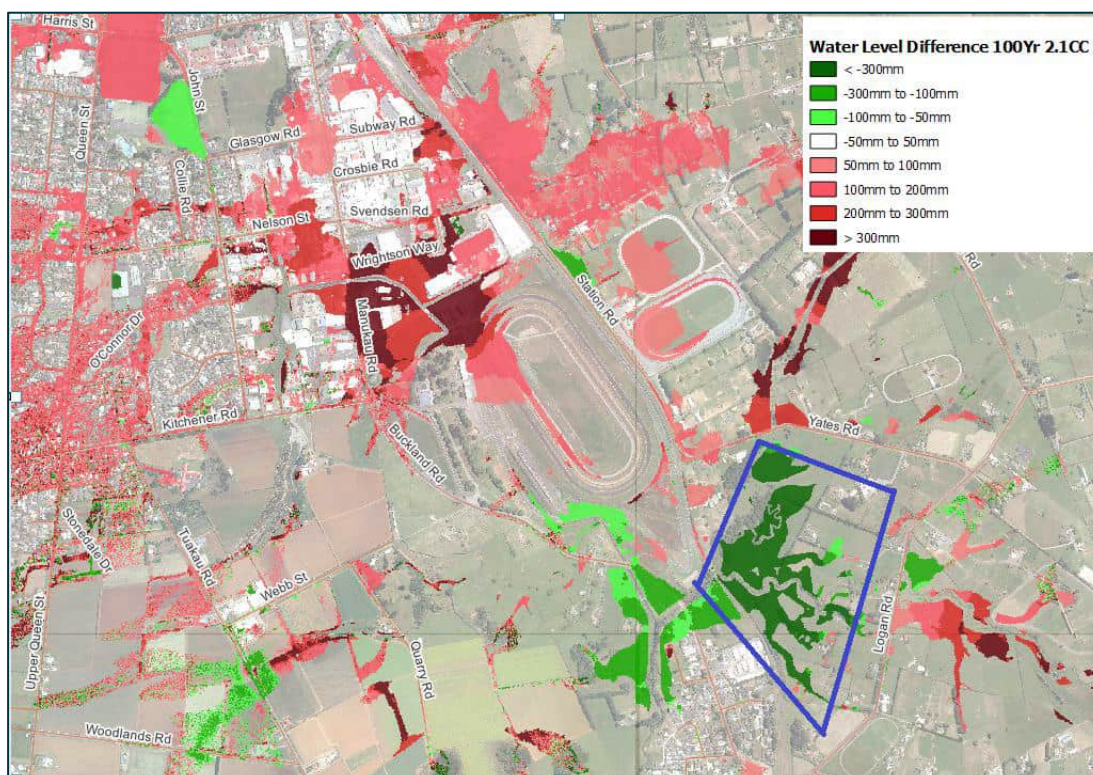 Harris St
John St
Queen St
Glasgow Rd
Subway Rd
Crosbie Rd
Collie Rd
Nelson St
Svendsen Rd
Wrightson Way
Station Rd
Manukau Rd
O'Connor Dr
Kitchener Rd
Buckland Rd
Yates Rd
Stonedale Dr
Tuakau Rd
Webb St
Logan Rd
Upper Queen St
Quarry Rd
Woodlands Rd
Rd
Water Level Difference 100Yr 2.1CC
< -300mm
-300mm to -100mm
-100mm to -50mm
-50mm to 50mm
50mm to 100mm
100mm to 200mm
200mm to 300mm
> 300mm